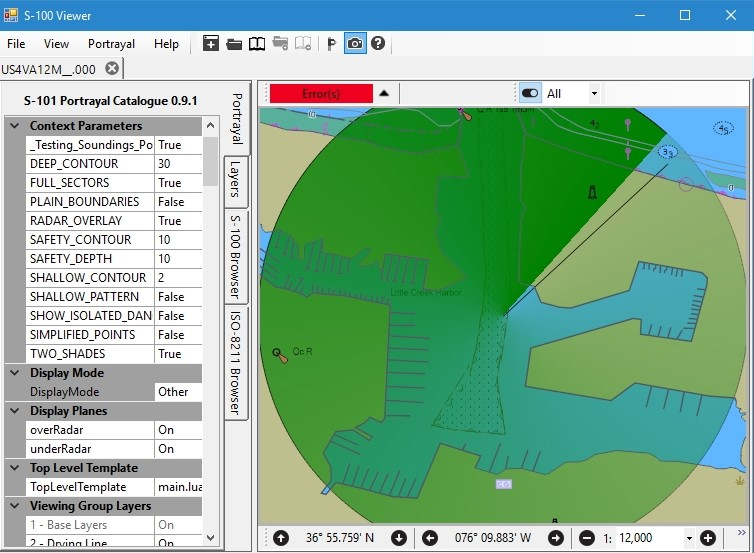 S-100 Viewer
File View Portrayal Help
US4VA12M__.000
S-101 Portrayal Catalogue 0.9.1
Context Parameters
_Testing_Soundings_Po True
DEEP_CONTOUR 30
FULL_SECTORS True
PLAIN_BOUNDARIES False
RADAR_OVERLAY True
SAFETY_CONTOUR 10
SAFETY_DEPTH 10
SHALLOW_CONTOUR 2
SHALLOW_PATTERN False
SHOW_ISOLATED_DAN False
SIMPLIFIED_POINTS False
TWO_SHADES True
Display Mode
DisplayMode Other
Display Planes
overRadar On
underRadar On
Top Level Template
TopLevelTemplate main.lua
Viewing Group Layers
1 - Base Layers On
2 - Drying Line On
Portrayal
Layers
S-100 Browser
ISO-8211 Browser
Error(s)
All
4₂
4₅
3₃
Little Creek Harbor
Oc R
36° 55.759' N
076° 09.883' W
1: 12,000